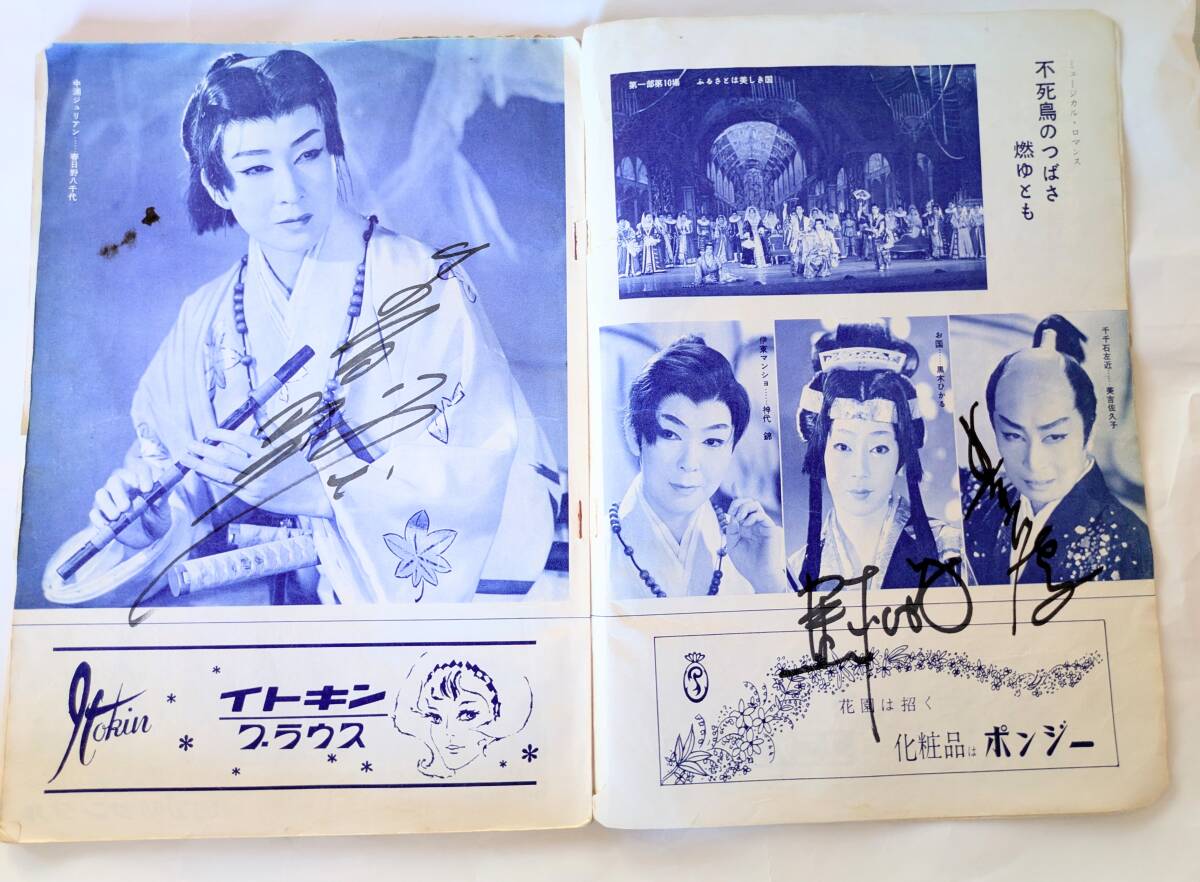 中浦ジュリアン……春日野八千代
Itokin
イトキン
ブラウス
ミュージカル・ロマンス
不死鳥のつばさ
燃ゆとも
第一部第10場 ふるさとは美しき国
千千石左近……美吉佐久子
お国……黒木ひかる
伊東マンショ……神代 錦
花園は招く
化粧品は ポンジー